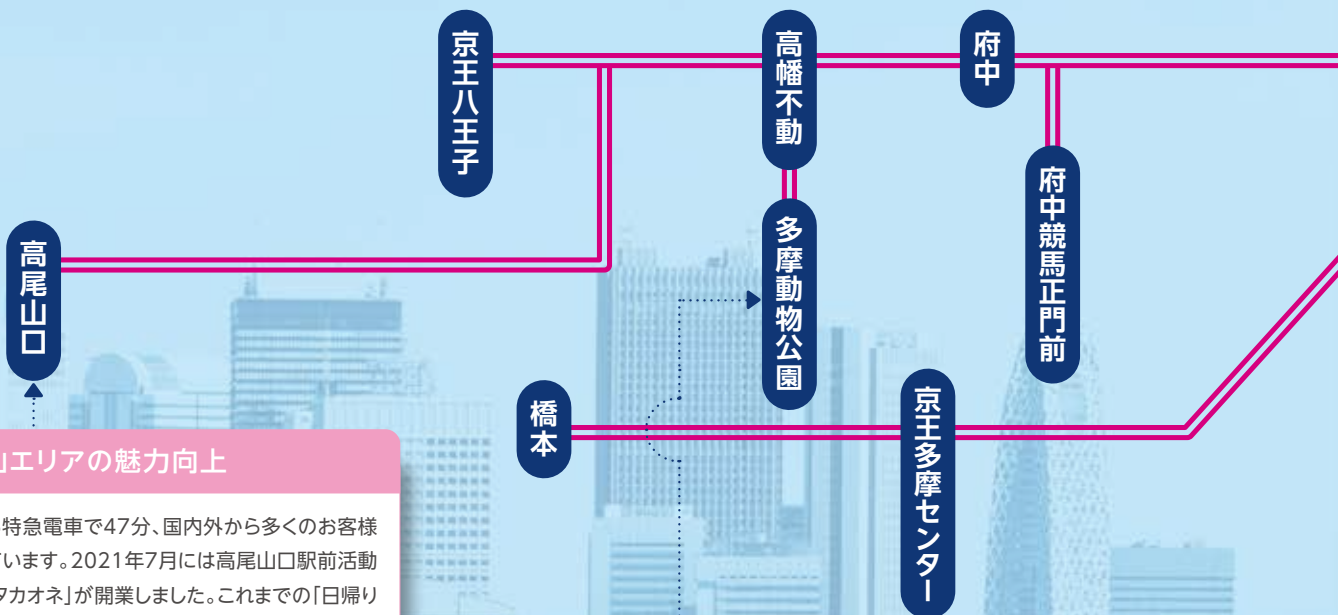 京王八王子
高幡不動
府中
府中競馬正門前
高尾山口
多摩動物公園
橋本
京王多摩センター
エリアの魅力向上
特急電車で47分、国内外から多くのお客様
います。2021年7月には高尾山口駅前活動
タカオネ」が開業しました。これまでの「日帰り